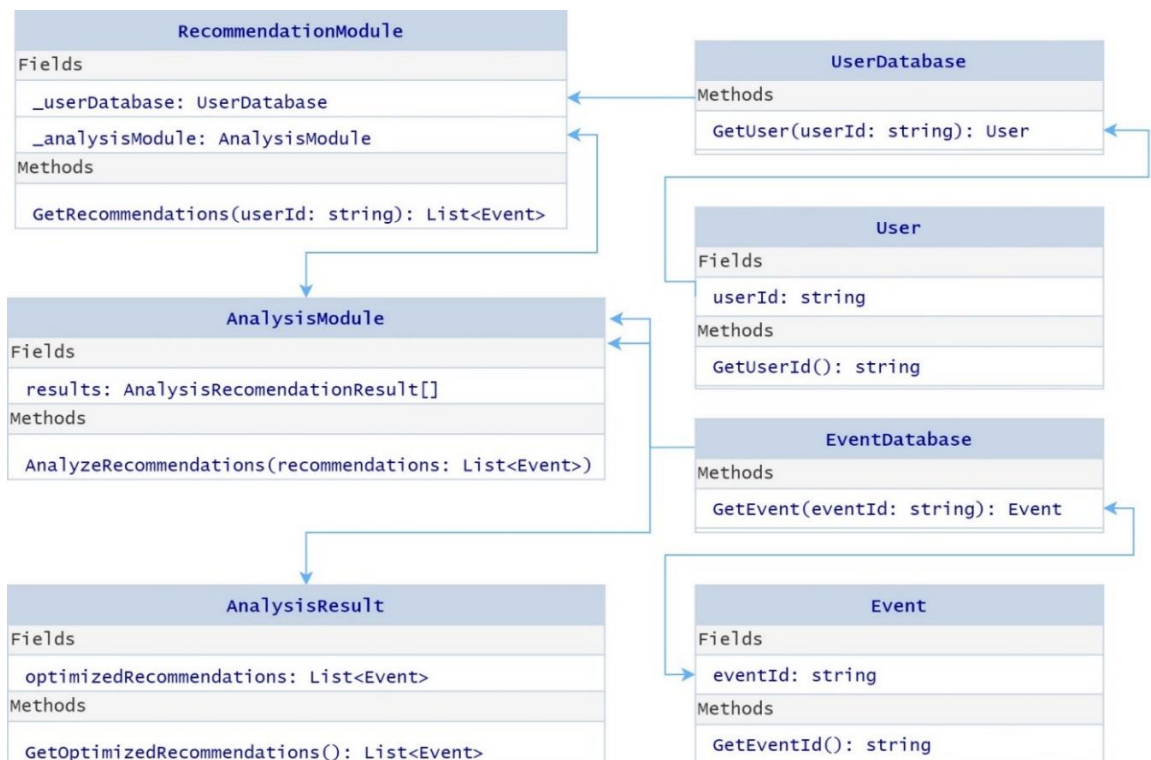 RecommendationModule
Fields
_userDatabase: UserDatabase
_analysisModule: AnalysisModule
Methods
GetRecommendations(userId: string): List<Event>
UserDatabase
Methods
GetUser(userId: string): User
User
Fields
userId: string
Methods
GetUserId(): string
AnalysisModule
Fields
results: AnalysisRecomendationResult[]
Methods
AnalyzeRecommendations(recommendations: List<Event>)
EventDatabase
Methods
GetEvent(eventId: string): Event
AnalysisResult
Fields
optimizedRecommendations: List<Event>
Methods
GetOptimizedRecommendations(): List<Event>
Event
Fields
eventId: string
Methods
GetEventId(): string